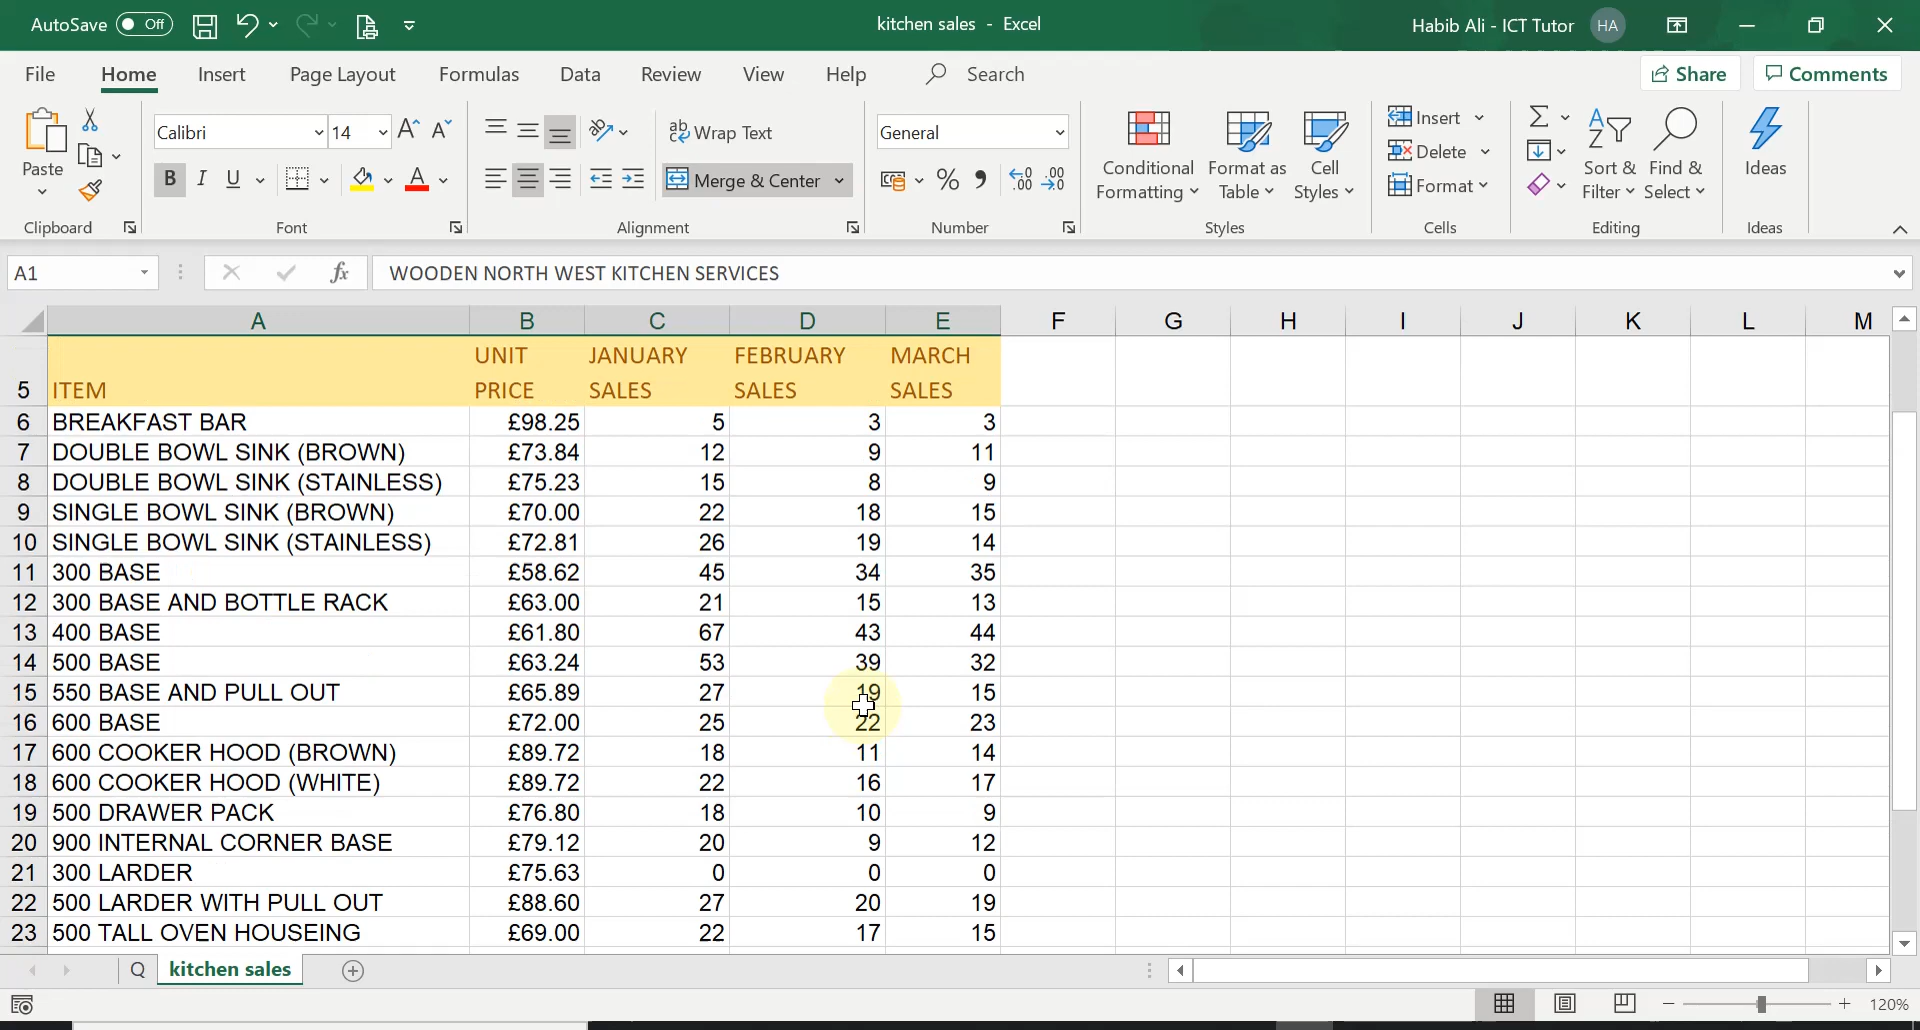 AutoSave Off kitchen sales - Excel Habib Ali - ICT Tutor HA
File Home Insert Page Layout Formulas Data Review View Help Search Share Comments
Paste
Clipboard
Calibri 14
B I U A
Font
ab Wrap Text
Merge & Center
Alignment
General
% 9
Number
Conditional Formatting
Format as Table
Cell Styles
Styles
Insert
Delete
Format
Cells
Sort & Filter
Find & Select
Editing
Ideas
Ideas
A1 fx WOODEN NORTH WEST KITCHEN SERVICES
A B C D E F G H I J K L M
5 ITEM UNIT PRICE JANUARY SALES FEBRUARY SALES MARCH SALES
6 BREAKFAST BAR £98.25 5 3 3
7 DOUBLE BOWL SINK (BROWN) £73.84 12 9 11
8 DOUBLE BOWL SINK (STAINLESS) £75.23 15 8 9
9 SINGLE BOWL SINK (BROWN) £70.00 22 18 15
10 SINGLE BOWL SINK (STAINLESS) £72.81 26 19 14
11 300 BASE £58.62 45 34 35
12 300 BASE AND BOTTLE RACK £63.00 21 15 13
13 400 BASE £61.80 67 43 44
14 500 BASE £63.24 53 39 32
15 550 BASE AND PULL OUT £65.89 27 19 15
16 600 BASE £72.00 25 22 23
17 600 COOKER HOOD (BROWN) £89.72 18 11 14
18 600 COOKER HOOD (WHITE) £89.72 22 16 17
19 500 DRAWER PACK £76.80 18 10 9
20 900 INTERNAL CORNER BASE £79.12 20 9 12
21 300 LARDER £75.63 0 0 0
22 500 LARDER WITH PULL OUT £88.60 27 20 19
23 500 TALL OVEN HOUSEING £69.00 22 17 15
Q kitchen sales
120%